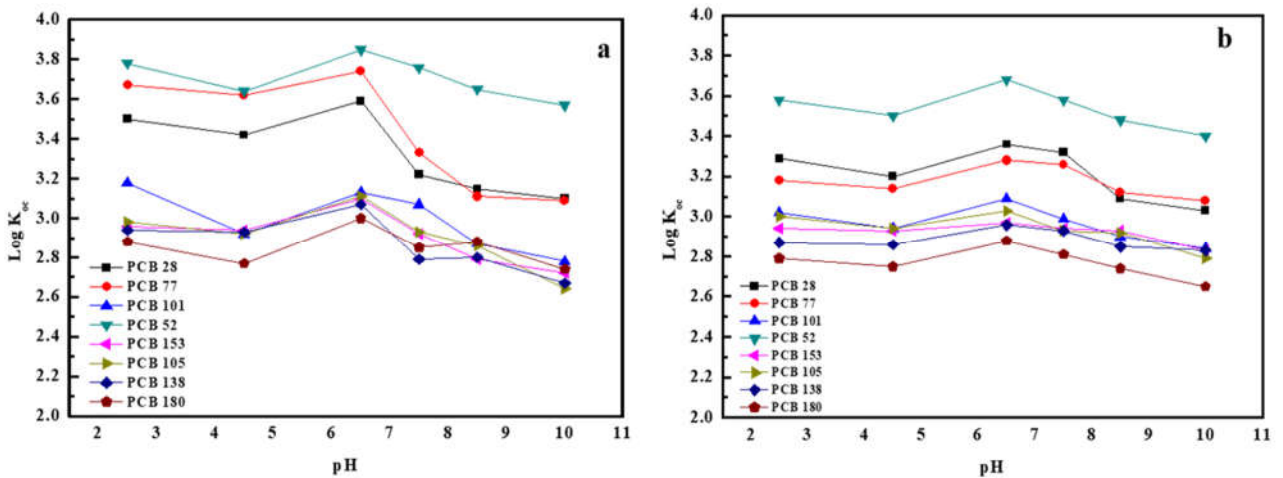 a
4.0
3.8
3.6
3.4
3.2
3.0
2.8
2.6
2.4
2.2
2.0
Log Koc
PCB 28
PCB 77
PCB 101
PCB 52
PCB 153
PCB 105
PCB 138
PCB 180
2 3 4 5 6 7 8 9 10 11
pH
b
4.0
3.8
3.6
3.4
3.2
3.0
2.8
2.6
2.4
2.2
2.0
Log Koc
PCB 28
PCB 77
PCB 101
PCB 52
PCB 153
PCB 105
PCB 138
PCB 180
2 3 4 5 6 7 8 9 10 11
pH